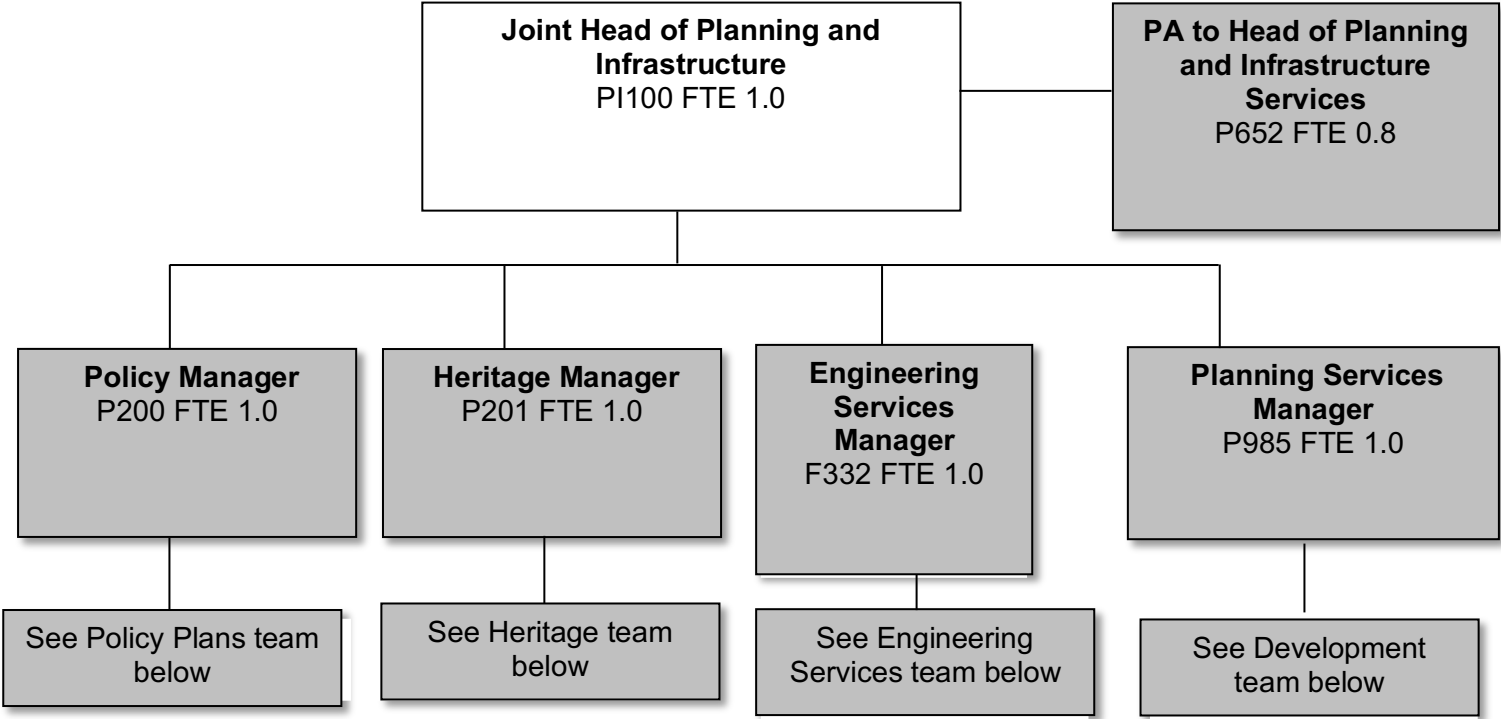 Joint Head of Planning and
Infrastructure
PI100 FTE 1.0
PA to Head of Planning
and Infrastructure
Services
P652 FTE 0.8
Policy Manager
P200 FTE 1.0
Heritage Manager
P201 FTE 1.0
Engineering
Services
Manager
F332 FTE 1.0
Planning Services
Manager
P985 FTE 1.0
See Policy Plans team
below
See Heritage team
below
See Engineering
Services team below
See Development
team below